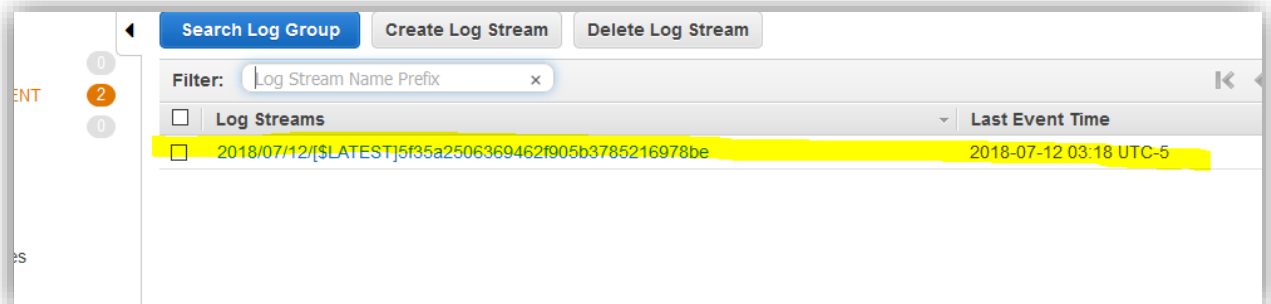 Search Log Group Create Log Stream Delete Log Stream
0
Filter: Log Stream Name Prefix ×
ENT 2
Log Streams Last Event Time
0
2018/07/12/[$LATEST]5f35a2506369462f905b3785216978be 2018-07-12 03:18 UTC-5
es